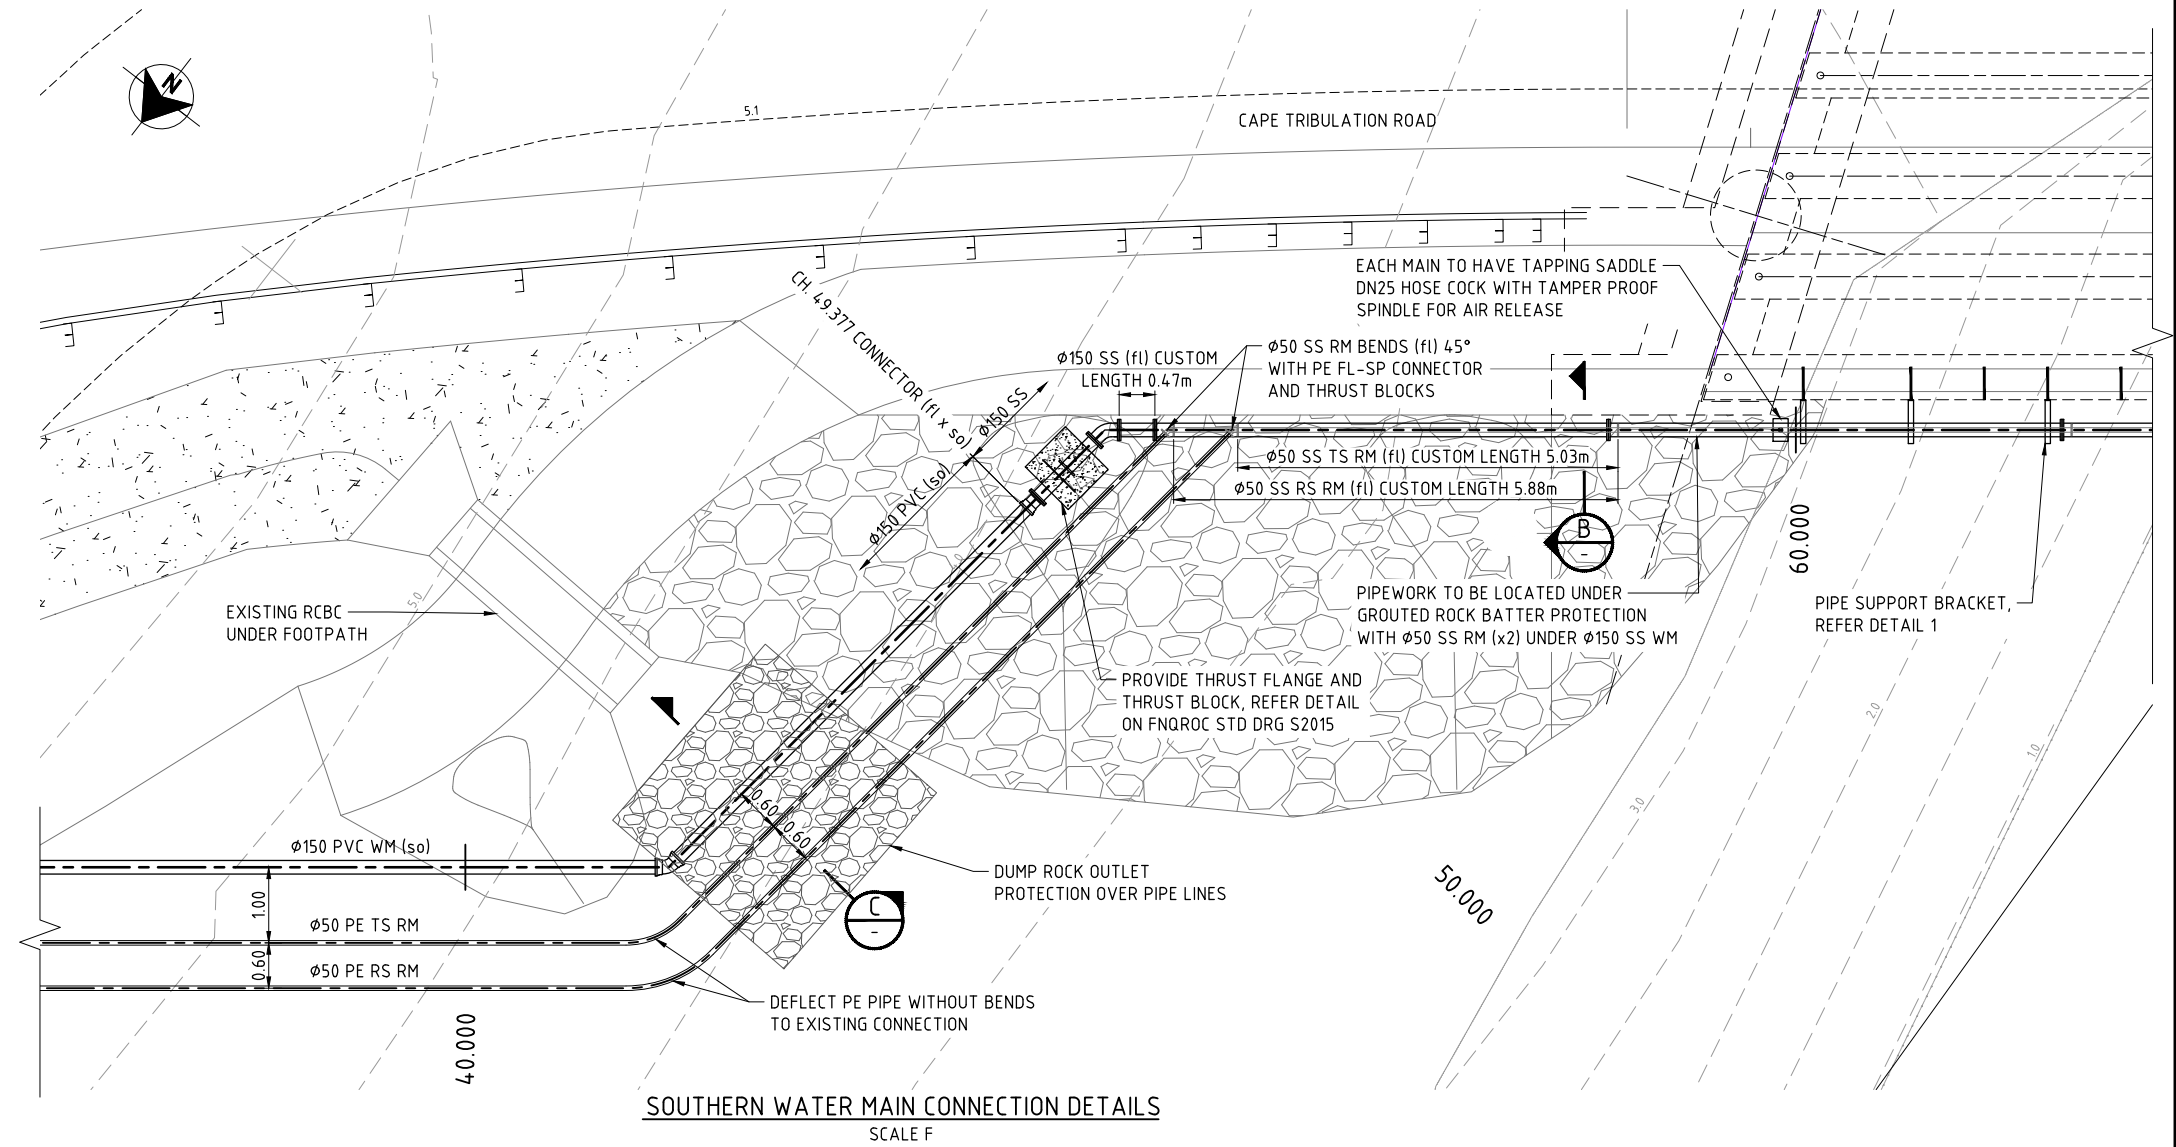 N
5.1
CAPE TRIBULATION ROAD
EACH MAIN TO HAVE TAPPING SADDLE
DN25 HOSE COCK WITH TAMPER PROOF
SPINDLE FOR AIR RELEASE
CH. 49.377 CONNECTOR (fl x so)
Ø150 SS
Ø150 PVC (so)
Ø150 SS (fl) CUSTOM
LENGTH 0.47m
Ø50 SS RM BENDS (fl) 45°
WITH PE FL-SP CONNECTOR
AND THRUST BLOCKS
Ø50 SS TS RM (fl) CUSTOM LENGTH 5.03m
Ø50 SS RS RM (fl) CUSTOM LENGTH 5.88m
B
-
60.000
PIPEWORK TO BE LOCATED UNDER
GROUTED ROCK BATTER PROTECTION
WITH Ø50 SS RM (x2) UNDER Ø150 SS WM
PIPE SUPPORT BRACKET,
REFER DETAIL 1
EXISTING RCBC
UNDER FOOTPATH
5.0
PROVIDE THRUST FLANGE AND
THRUST BLOCK, REFER DETAIL
ON FNQROC STD DRG S2015
2.0
1.0
3.0
0.60
0.60
Ø150 PVC WM (so)
DUMP ROCK OUTLET
PROTECTION OVER PIPE LINES
50.000
C
-
1.00
Ø50 PE TS RM
0.60
Ø50 PE RS RM
DEFLECT PE PIPE WITHOUT BENDS
TO EXISTING CONNECTION
40.000
SOUTHERN WATER MAIN CONNECTION DETAILS
SCALE F